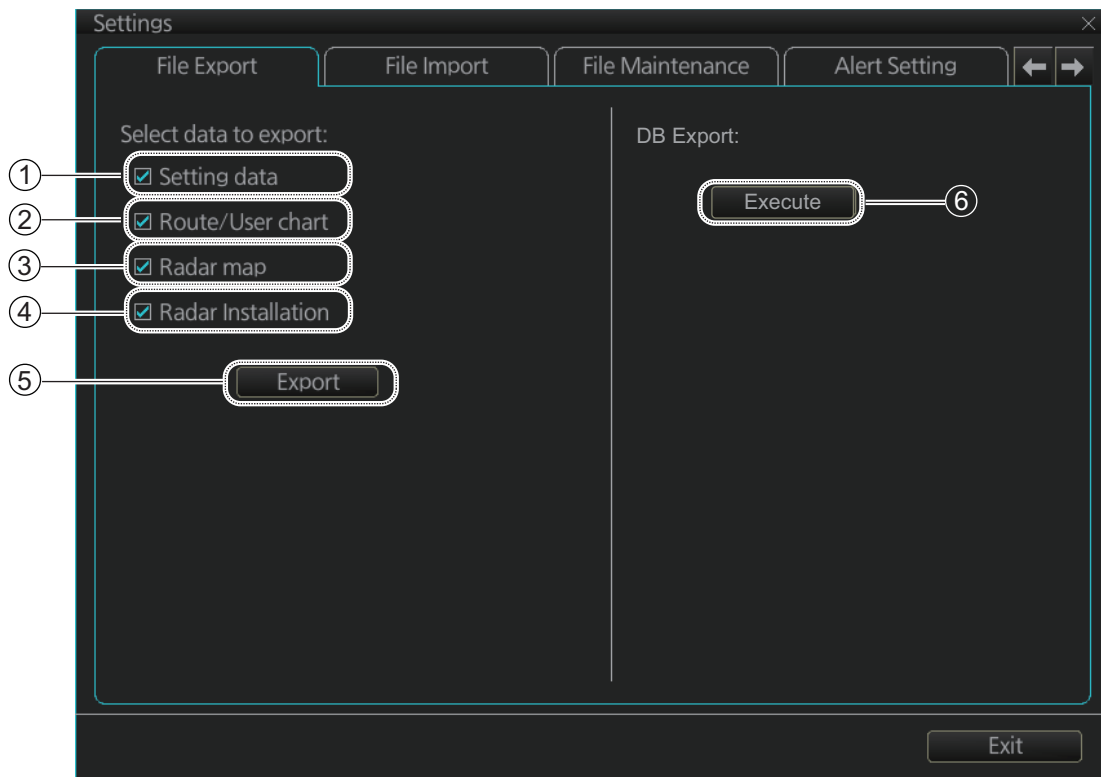 Settings
File Export
File Import
File Maintenance
Alert Setting
Select data to export:
DB Export:
① Setting data
② Route/User chart
③ Radar map
④ Radar Installation
⑤ Export
Execute ⑥
Exit